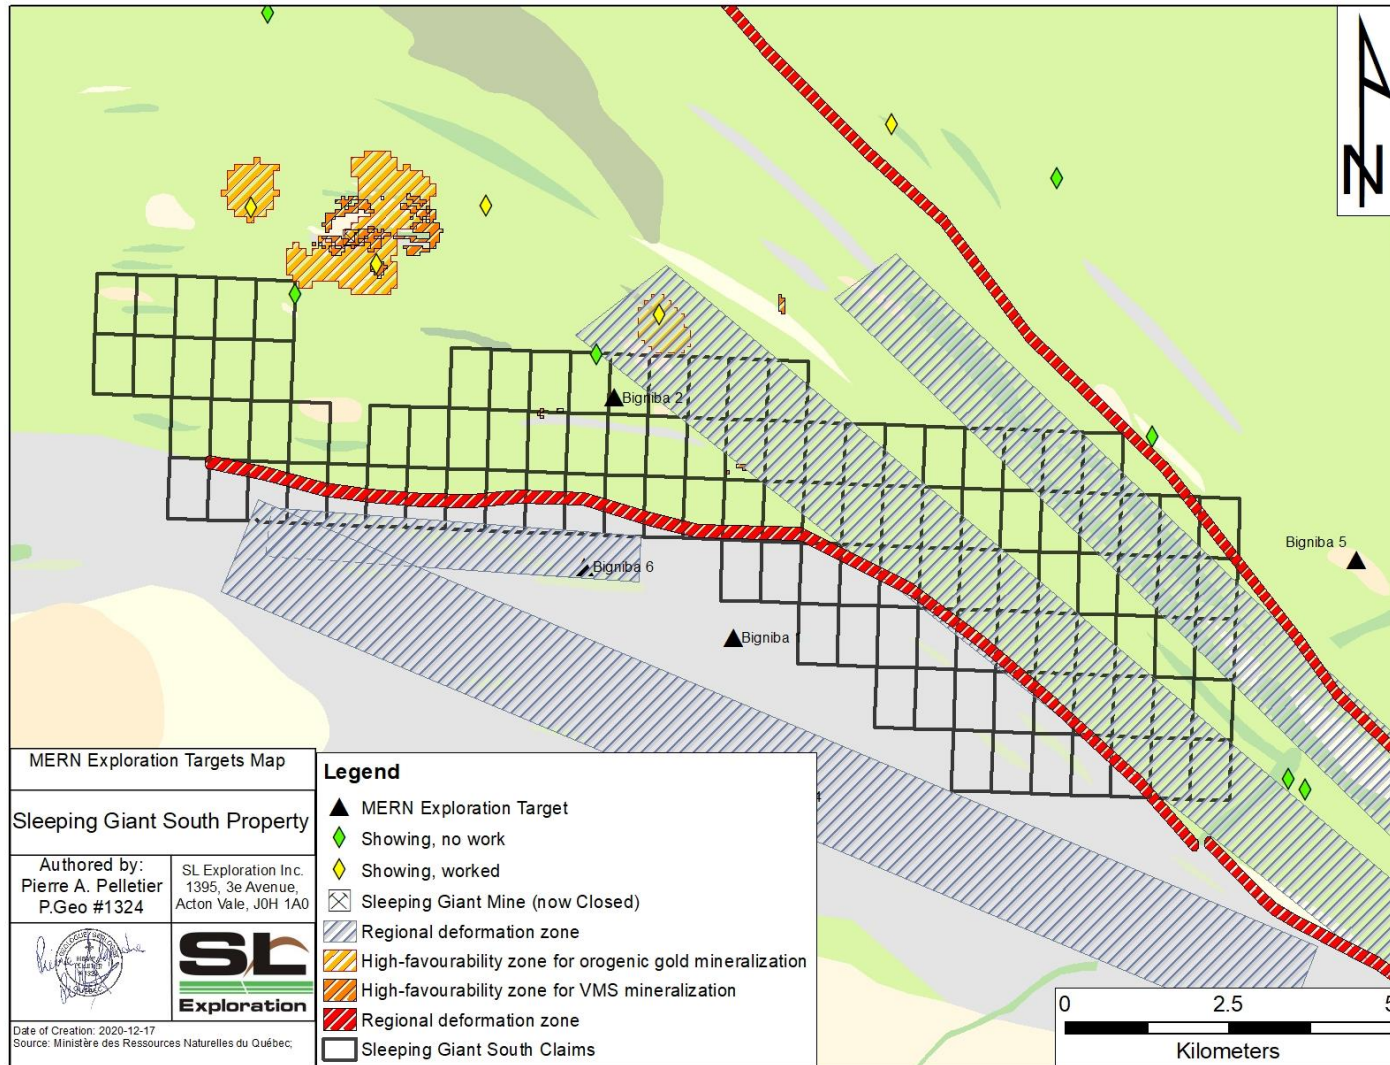 N
Bigniba 2
Bigniba 5
Bigniba 6
Bigniba
4
MERN Exploration Targets Map
Sleeping Giant South Property
Authored by:
Pierre A. Pelletier
P.Geo #1324
SL Exploration Inc.
1395, 3e Avenue,
Acton Vale, J0H 1A0
SL
Exploration
Date of Creation: 2020-12-17
Source: Ministère des Ressources Naturelles du Québec;
Legend
MERN Exploration Target
Showing, no work
Showing, worked
Sleeping Giant Mine (now Closed)
Regional deformation zone
High-favourability zone for orogenic gold mineralization
High-favourability zone for VMS mineralization
Regional deformation zone
Sleeping Giant South Claims
0 2.5 5
Kilometers